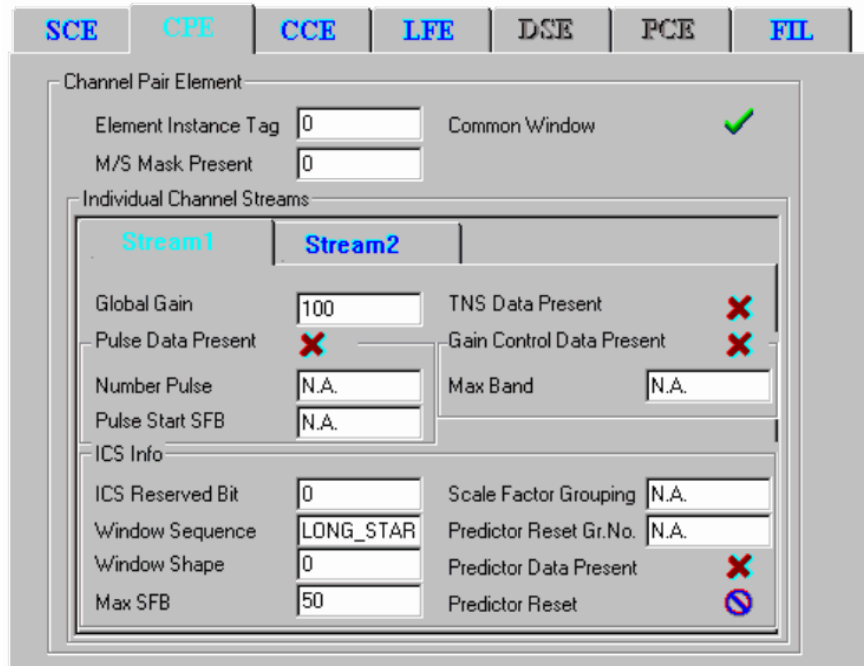 SCE CPE CCE LFE DSE PCE FIL
Channel Pair Element
Element Instance Tag 0 Common Window
M/S Mask Present 0
Individual Channel Streams
Stream1 Stream2
Global Gain 100 TNS Data Present
Pulse Data Present Gain Control Data Present
Number Pulse N.A. Max Band N.A.
Pulse Start SFB N.A.
ICS Info
ICS Reserved Bit 0 Scale Factor Grouping N.A.
Window Sequence LONG_STAR Predictor Reset Gr.No. N.A.
Window Shape 0 Predictor Data Present
Max SFB 50 Predictor Reset